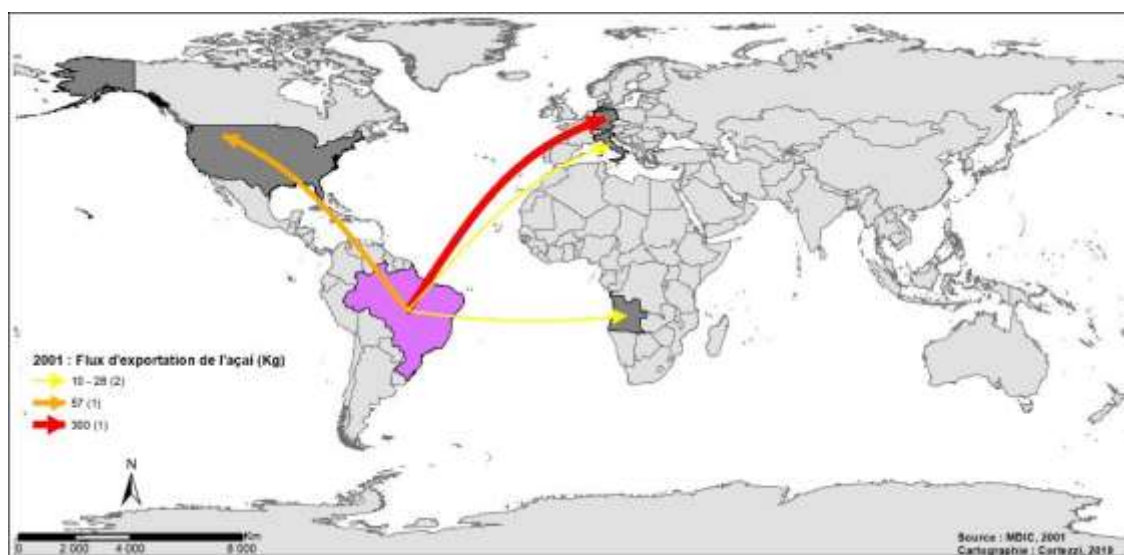 2001 : Flux d'exportation de l'açai (Kg)
10 - 28 (2)
57 (1)
300 (1)
N
Km
0 2 000 4 000 8 000
Source : MDIC, 2001
Cartographie : Cortezzi, 2019